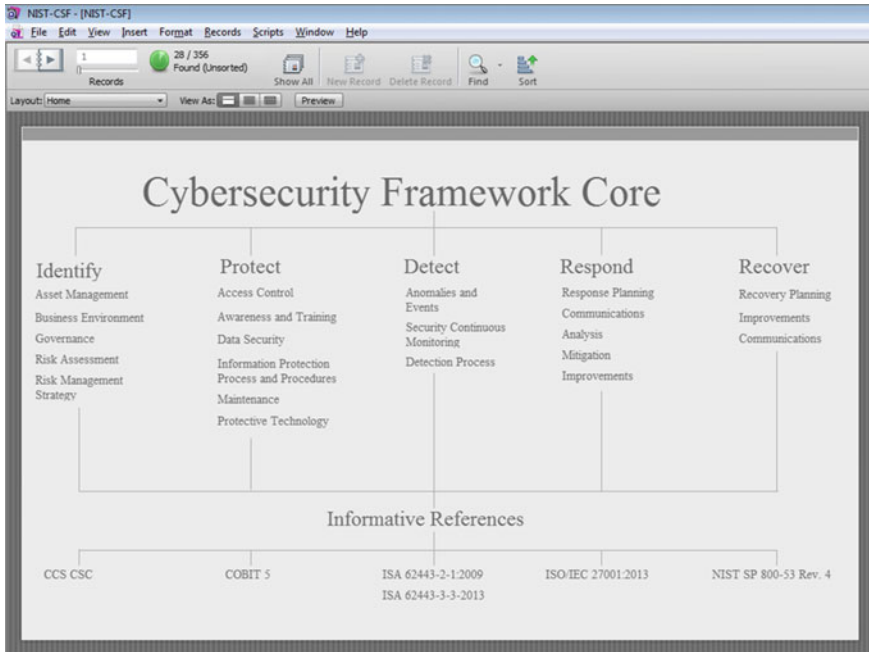 NIST-CSF - [NIST-CSF]
File Edit View Insert Format Records Scripts Window Help
1
28 / 356
Found (Unsorted)
Records
Show All
New Record
Delete Record
Find
Sort
Layout: Home
View As:
Preview
Cybersecurity Framework Core
Identify
Asset Management
Business Environment
Governance
Risk Assessment
Risk Management
Strategy
Protect
Access Control
Awareness and Training
Data Security
Information Protection
Process and Procedures
Maintenance
Protective Technology
Detect
Anomalies and
Events
Security Continuous
Monitoring
Detection Process
Respond
Response Planning
Communications
Analysis
Mitigation
Improvements
Recover
Recovery Planning
Improvements
Communications
Informative References
CCS CSC
COBIT 5
ISA 62443-2-1:2009
ISA 62443-3-3-2013
ISO/IEC 27001:2013
NIST SP 800-53 Rev. 4